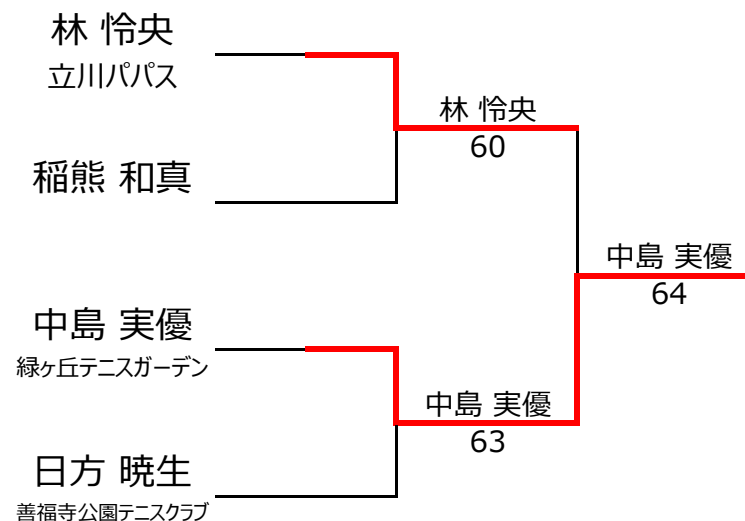 林 怜央
立川パパス
稲熊 和真
中島 実優
緑ヶ丘テニスガーデン
日方 暁生
善福寺公園テニスクラブ
林 怜央
60
中島 実優
63
中島 実優
64